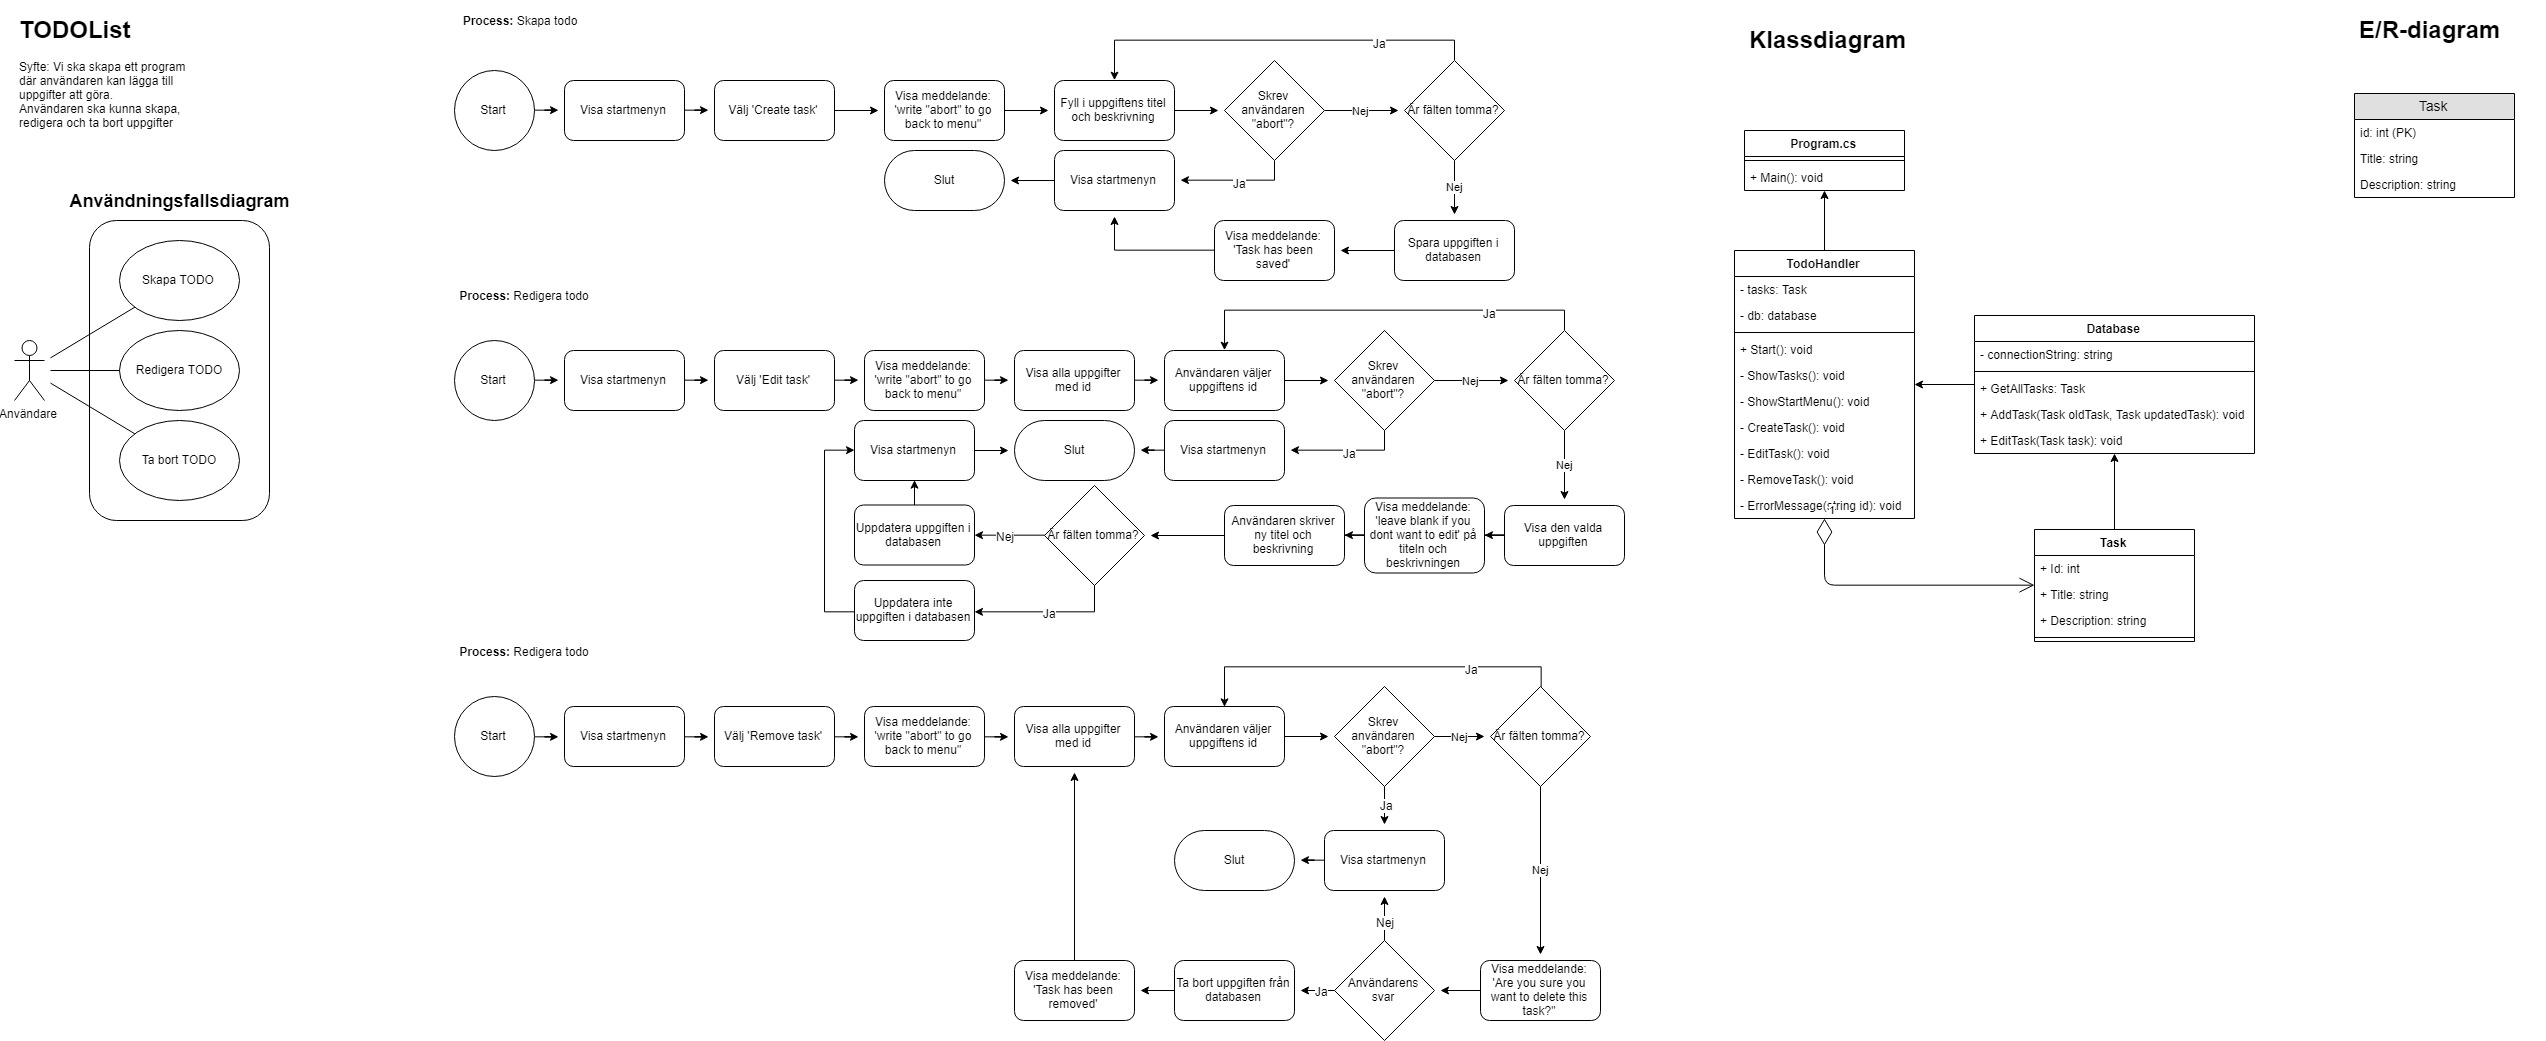 TODOList
Syfte: Vi ska skapa ett program
där användaren kan lägga till
uppgifter att göra.
Användaren ska kunna skapa,
redigera och ta bort uppgifter
Användningsfallsdiagram
Skapa TODO
Redigera TODO
Ta bort TODO
Användare
Process: Skapa todo
Start
Visa startmenyn
Välj 'Create task'
Visa meddelande:
'write "abort" to go
back to menu"
Fyll i uppgiftens titel
och beskrivning
Skrev
användaren
"abort"?
Nej
Är fälten tomma?
Ja
Ja
Visa startmenyn
Slut
Nej
Spara uppgiften i
databasen
Visa meddelande:
'Task has been
saved'
Process: Redigera todo
Start
Visa startmenyn
Välj 'Edit task'
Visa meddelande:
'write "abort" to go
back to menu"
Visa alla uppgifter
med id
Användaren väljer
uppgiftens id
Skrev
användaren
"abort"?
Nej
Är fälten tomma?
Ja
Ja
Visa startmenyn
Slut
Visa startmenyn
Nej
Visa den valda
uppgiften
Visa meddelande:
'leave blank if you
dont want to edit' på
titeln och
beskrivningen
Användaren skriver
ny titel och
beskrivning
Är fälten tomma?
Nej
Uppdatera uppgiften i
databasen
Ja
Uppdatera inte
uppgiften i databasen
Process: Redigera todo
Start
Visa startmenyn
Välj 'Remove task'
Visa meddelande:
'write "abort" to go
back to menu"
Visa alla uppgifter
med id
Användaren väljer
uppgiftens id
Skrev
användaren
"abort"?
Nej
Är fälten tomma?
Ja
Ja
Visa startmenyn
Slut
Nej
Visa meddelande:
'Are you sure you
want to delete this
task?"
Användarens
svar
Nej
Ja
Ta bort uppgiften från
databasen
Visa meddelande:
'Task has been
removed'
Klassdiagram
Program.cs
+ Main(): void
TodoHandler
- tasks: Task
- db: database
+ Start(): void
- ShowTasks(): void
- ShowStartMenu(): void
- CreateTask(): void
- EditTask(): void
- RemoveTask(): void
- ErrorMessage(string id): void
Database
- connectionString: string
+ GetAllTasks: Task
+ AddTask(Task oldTask, Task updatedTask): void
+ EditTask(Task task): void
Task
+ Id: int
+ Title: string
+ Description: string
E/R-diagram
Task
id: int (PK)
Title: string
Description: string